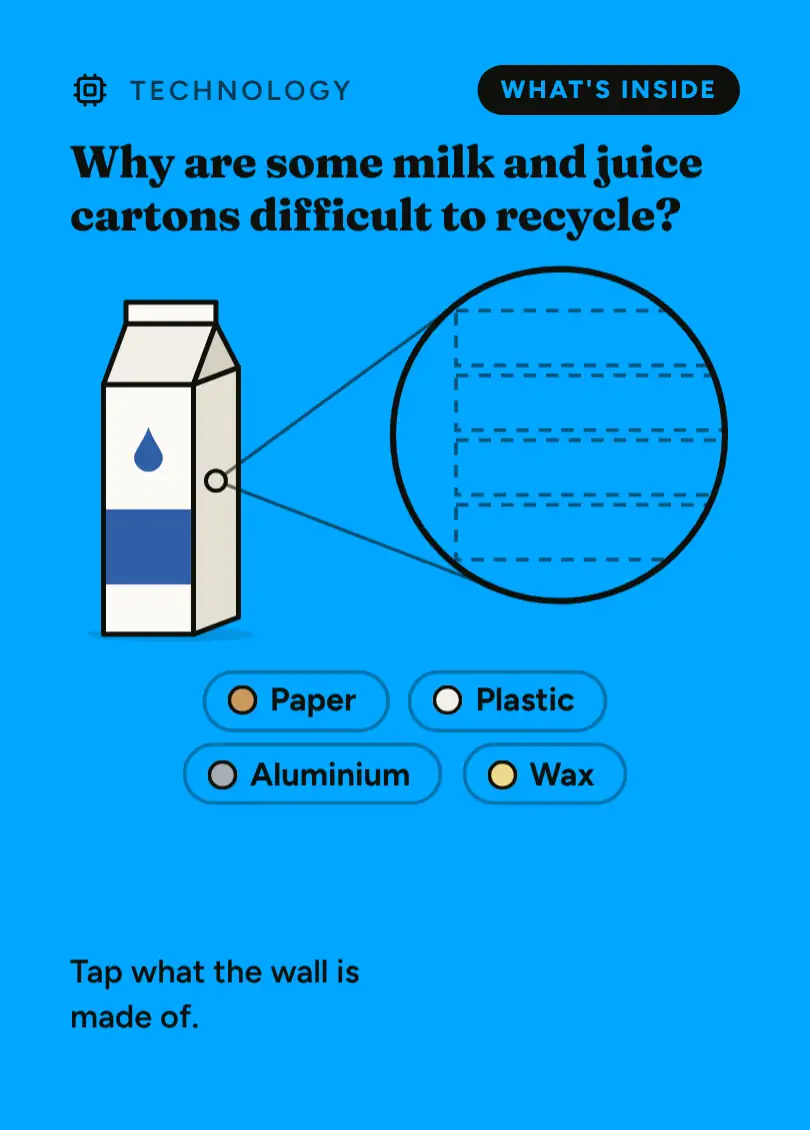 TECHNOLOGY
WHAT'S INSIDE
Why are some milk and juice
cartons difficult to recycle?
Paper
Plastic
Aluminium
Wax
Tap what the wall is
made of.